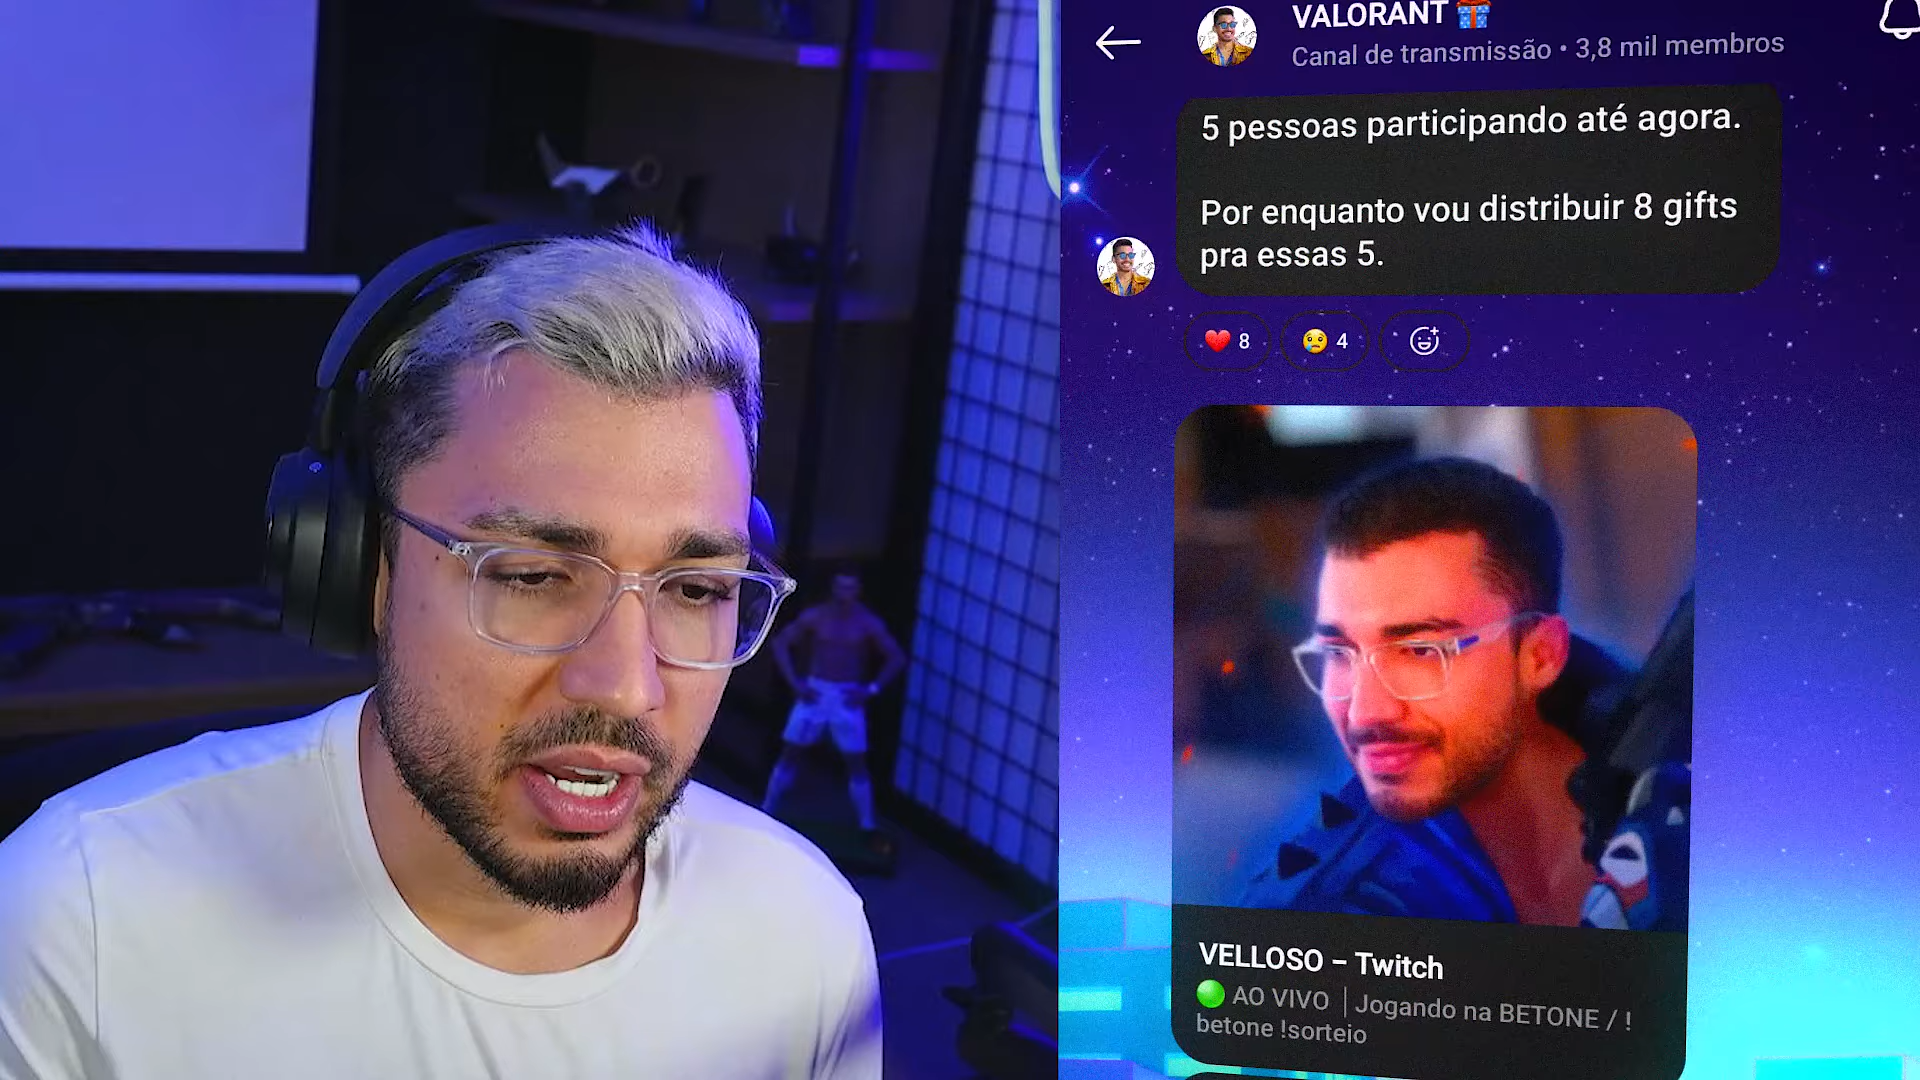 VALORANT 🎁
Canal de transmissão • 3,8 mil membros
5 pessoas participando até agora.
Por enquanto vou distribuir 8 gifts
pra essas 5.
❤️ 8 😢 4
VELLOSO – Twitch
🟢 AO VIVO | Jogando na BETONE / !
betone !sorteio